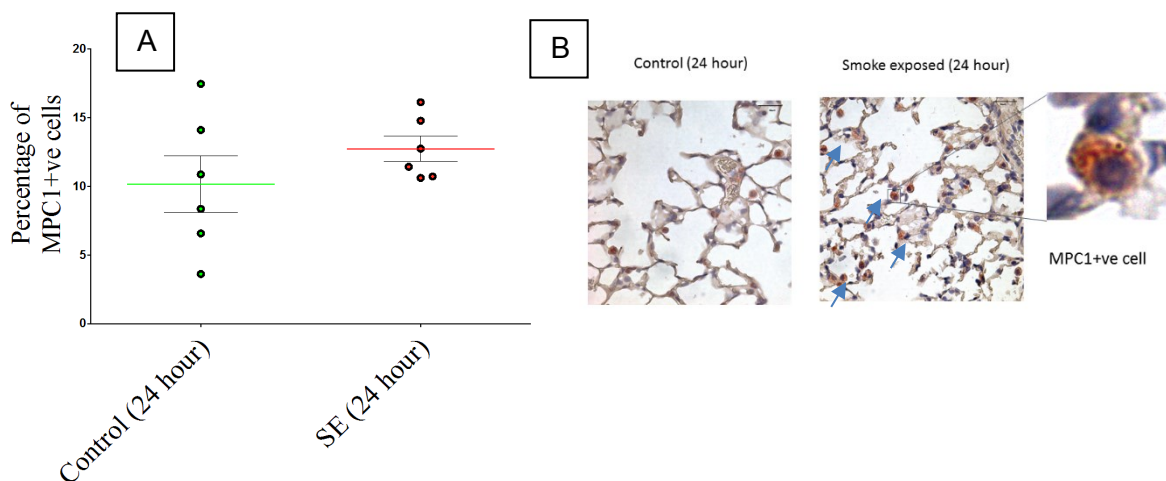 A
20
15
10
5
0
Percentage of
MPC1+ve cells
Control (24 hour)
SE (24 hour)
B
Control (24 hour)
Smoke exposed (24 hour)
MPC1+ve cell